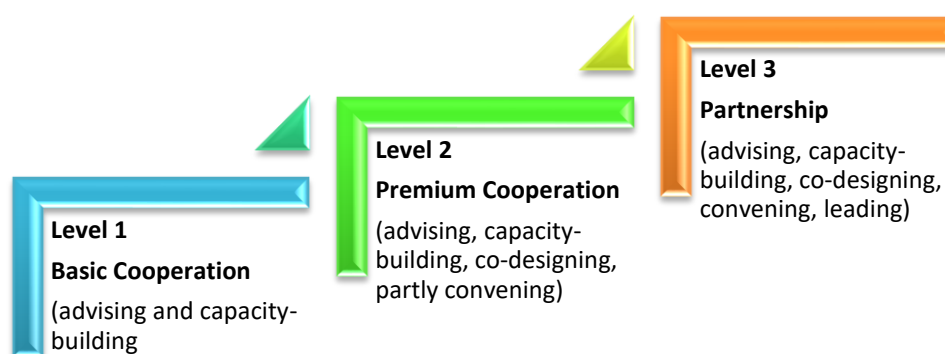 Level 1
Basic Cooperation
(advising and capacity-
building
Level 2
Premium Cooperation
(advising, capacity-
building, co-designing,
partly convening)
Level 3
Partnership
(advising, capacity-
building, co-designing,
convening, leading)